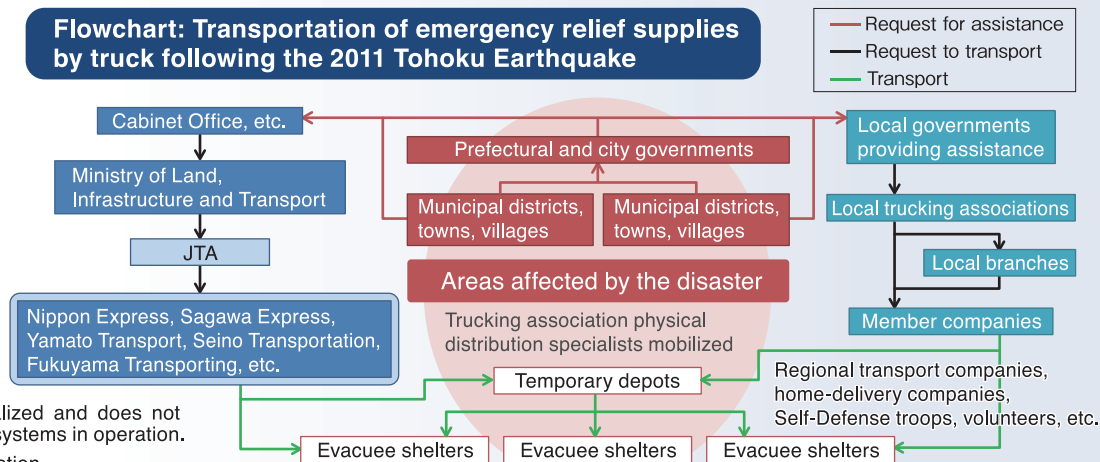 Flowchart: Transportation of emergency relief supplies
by truck following the 2011 Tohoku Earthquake
Request for assistance
Request to transport
Transport
Cabinet Office, etc.
Ministry of Land,
Infrastructure and Transport
JTA
Nippon Express, Sagawa Express,
Yamato Transport, Seino Transportation,
Fukuyama Transporting, etc.
Prefectural and city governments
Municipal districts,
towns, villages
Municipal districts,
towns, villages
Areas affected by the disaster
Trucking association physical
distribution specialists mobilized
Temporary depots
Evacuee shelters
Evacuee shelters
Evacuee shelters
Local governments
providing assistance
Local trucking associations
Local branches
Member companies
Regional transport companies,
home-delivery companies,
Self-Defense troops, volunteers, etc.
alized and does not
systems in operation.